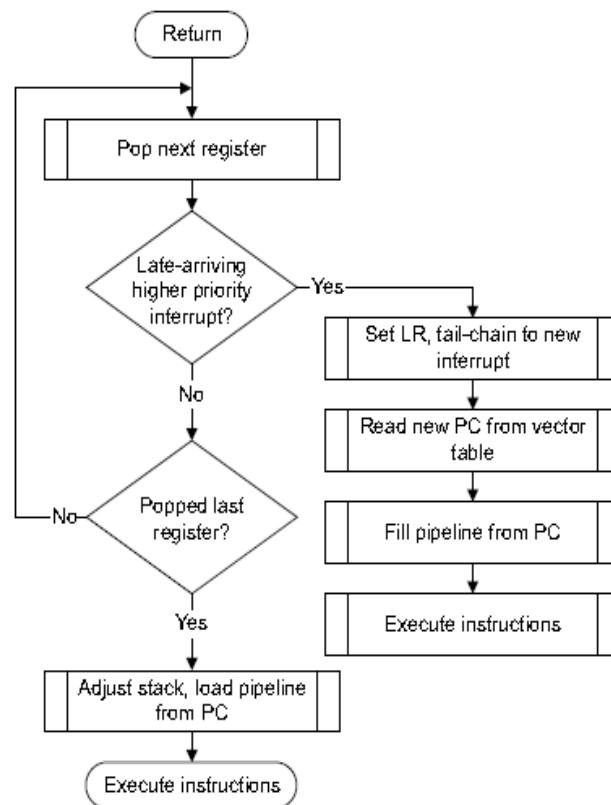 Return
Pop next register
Late-arriving
higher priority
interrupt?
Yes
Set LR, tail-chain to new
interrupt
No
Read new PC from vector
table
Popped last
register?
No
Fill pipeline from PC
Yes
Execute instructions
Adjust stack, load pipeline
from PC
Execute instructions